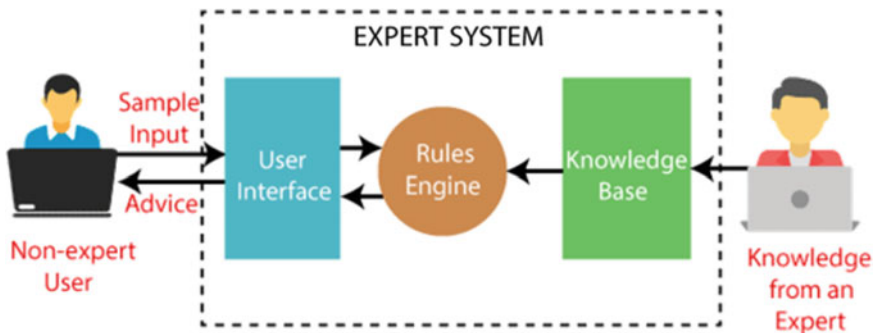 EXPERT SYSTEM
Sample
Input
Advice
Non-expert
User
User
Interface
Rules
Engine
Knowledge
Base
Knowledge
from an
Expert